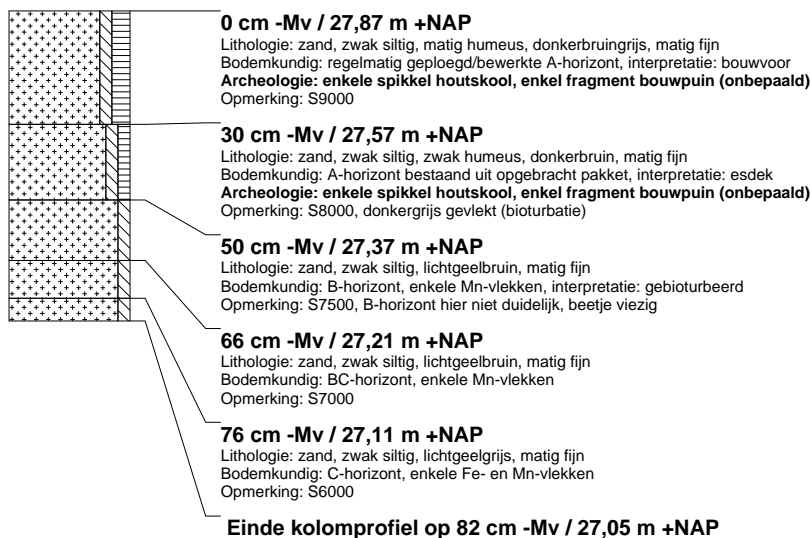 0 cm -Mv / 27,87 m +NAP
Lithologie: zand, zwak siltig, matig humeus, donkerbruingrijs, matig fijn
Bodemkundig: regelmatig geploegd/bewerkte A-horizont, interpretatie: bouwvoor
Archeologie: enkele spikkel houtskool, enkel fragment bouwpuin (onbepaald)
Opmerking: S9000
30 cm -Mv / 27,57 m +NAP
Lithologie: zand, zwak siltig, zwak humeus, donkerbruin, matig fijn
Bodemkundig: A-horizont bestaand uit opgebracht pakket, interpretatie: esdek
Archeologie: enkele spikkel houtskool, enkel fragment bouwpuin (onbepaald)
Opmerking: S8000, donkergrijs gevlekt (bioturbatie)
50 cm -Mv / 27,37 m +NAP
Lithologie: zand, zwak siltig, lichtgeelbruin, matig fijn
Bodemkundig: B-horizont, enkele Mn-vlekken, interpretatie: gebioturbeerd
Opmerking: S7500, B-horizont hier niet duidelijk, beetje viezig
66 cm -Mv / 27,21 m +NAP
Lithologie: zand, zwak siltig, lichtgeelbruin, matig fijn
Bodemkundig: BC-horizont, enkele Mn-vlekken
Opmerking: S7000
76 cm -Mv / 27,11 m +NAP
Lithologie: zand, zwak siltig, lichtgeelgrijs, matig fijn
Bodemkundig: C-horizont, enkele Fe- en Mn-vlekken
Opmerking: S6000
Einde kolomprofiel op 82 cm -Mv / 27,05 m +NAP